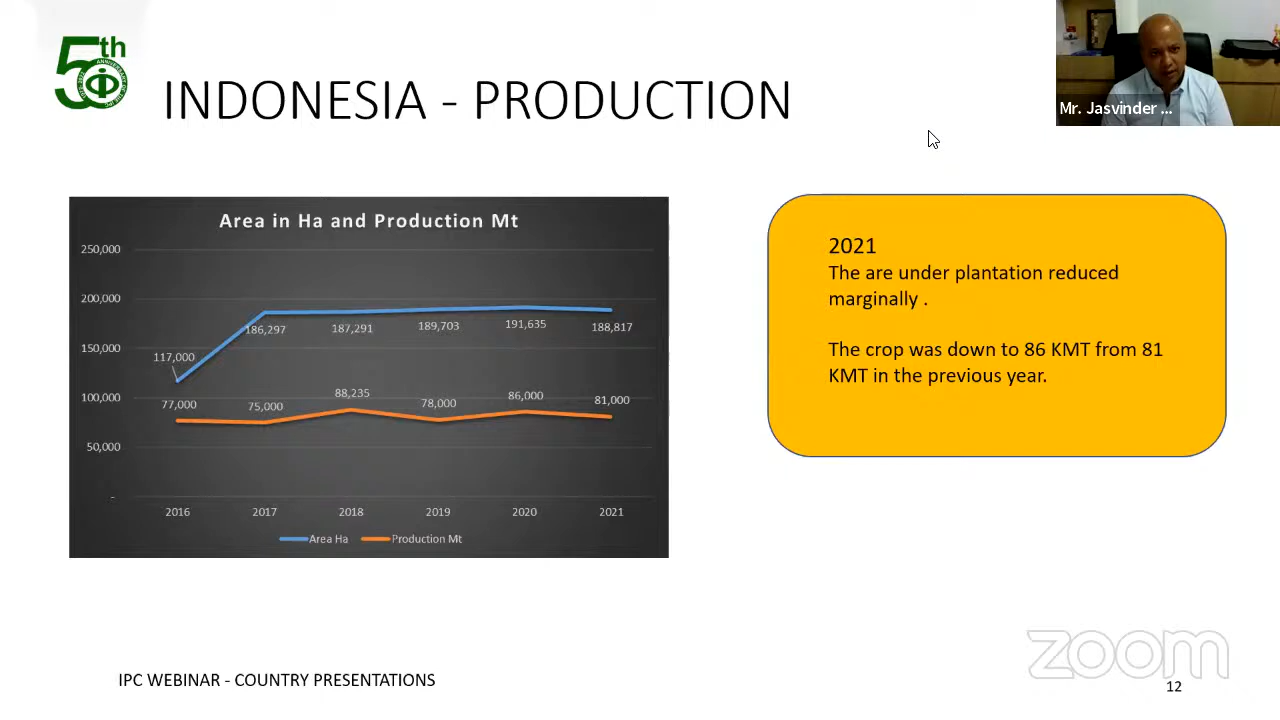 5th
INDONESIA - PRODUCTION
Mr. Jasvinder ...
Area in Ha and Production Mt
250,000
200,000
150,000
100,000
50,000
-
117,000
186,297
187,291
189,703
191,635
188,817
77,000
75,000
88,235
78,000
86,000
81,000
2016
2017
2018
2019
2020
2021
Area Ha
Production Mt
2021
The are under plantation reduced
marginally .
The crop was down to 86 KMT from 81
KMT in the previous year.
IPC WEBINAR - COUNTRY PRESENTATIONS
zoom
12